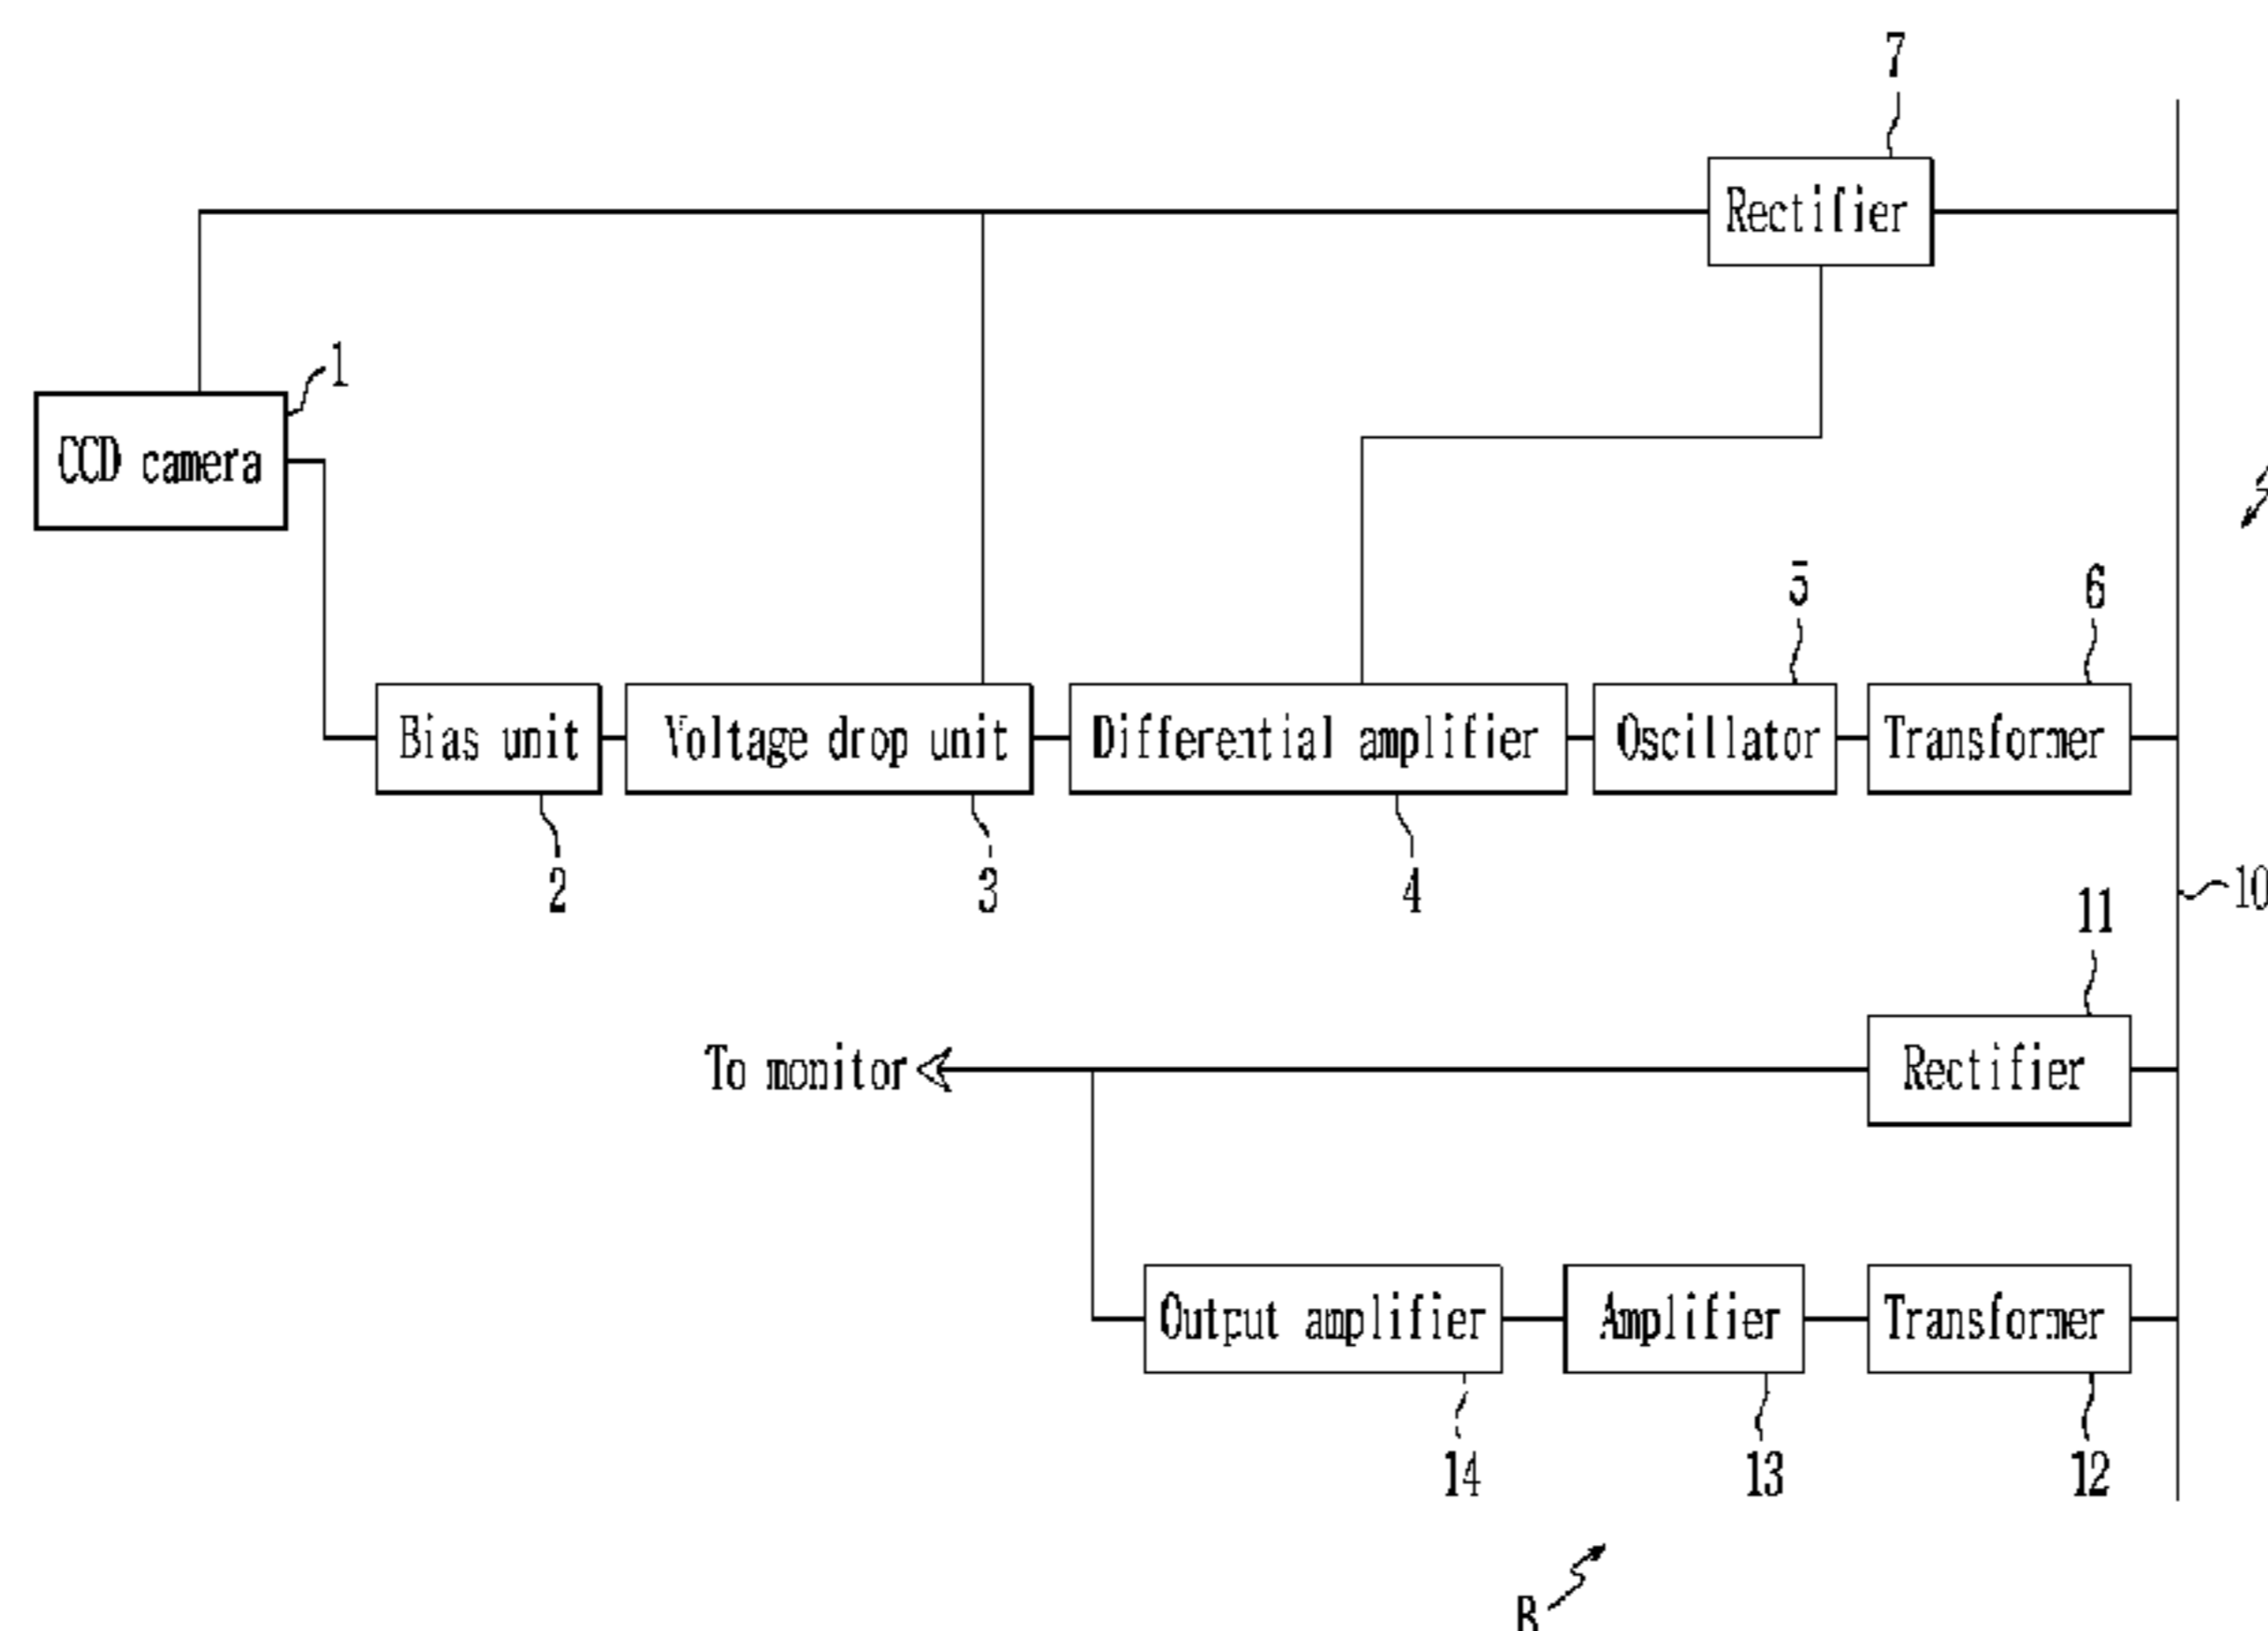 7
Rectifier
1
CCD camera
5
6
Bias unit
Voltage drop unit
Differential amplifier
Oscillator
Transformer
2
3
4
10
11
To monitor
Rectifier
Output amplifier
Amplifier
Transformer
14
13
12
B